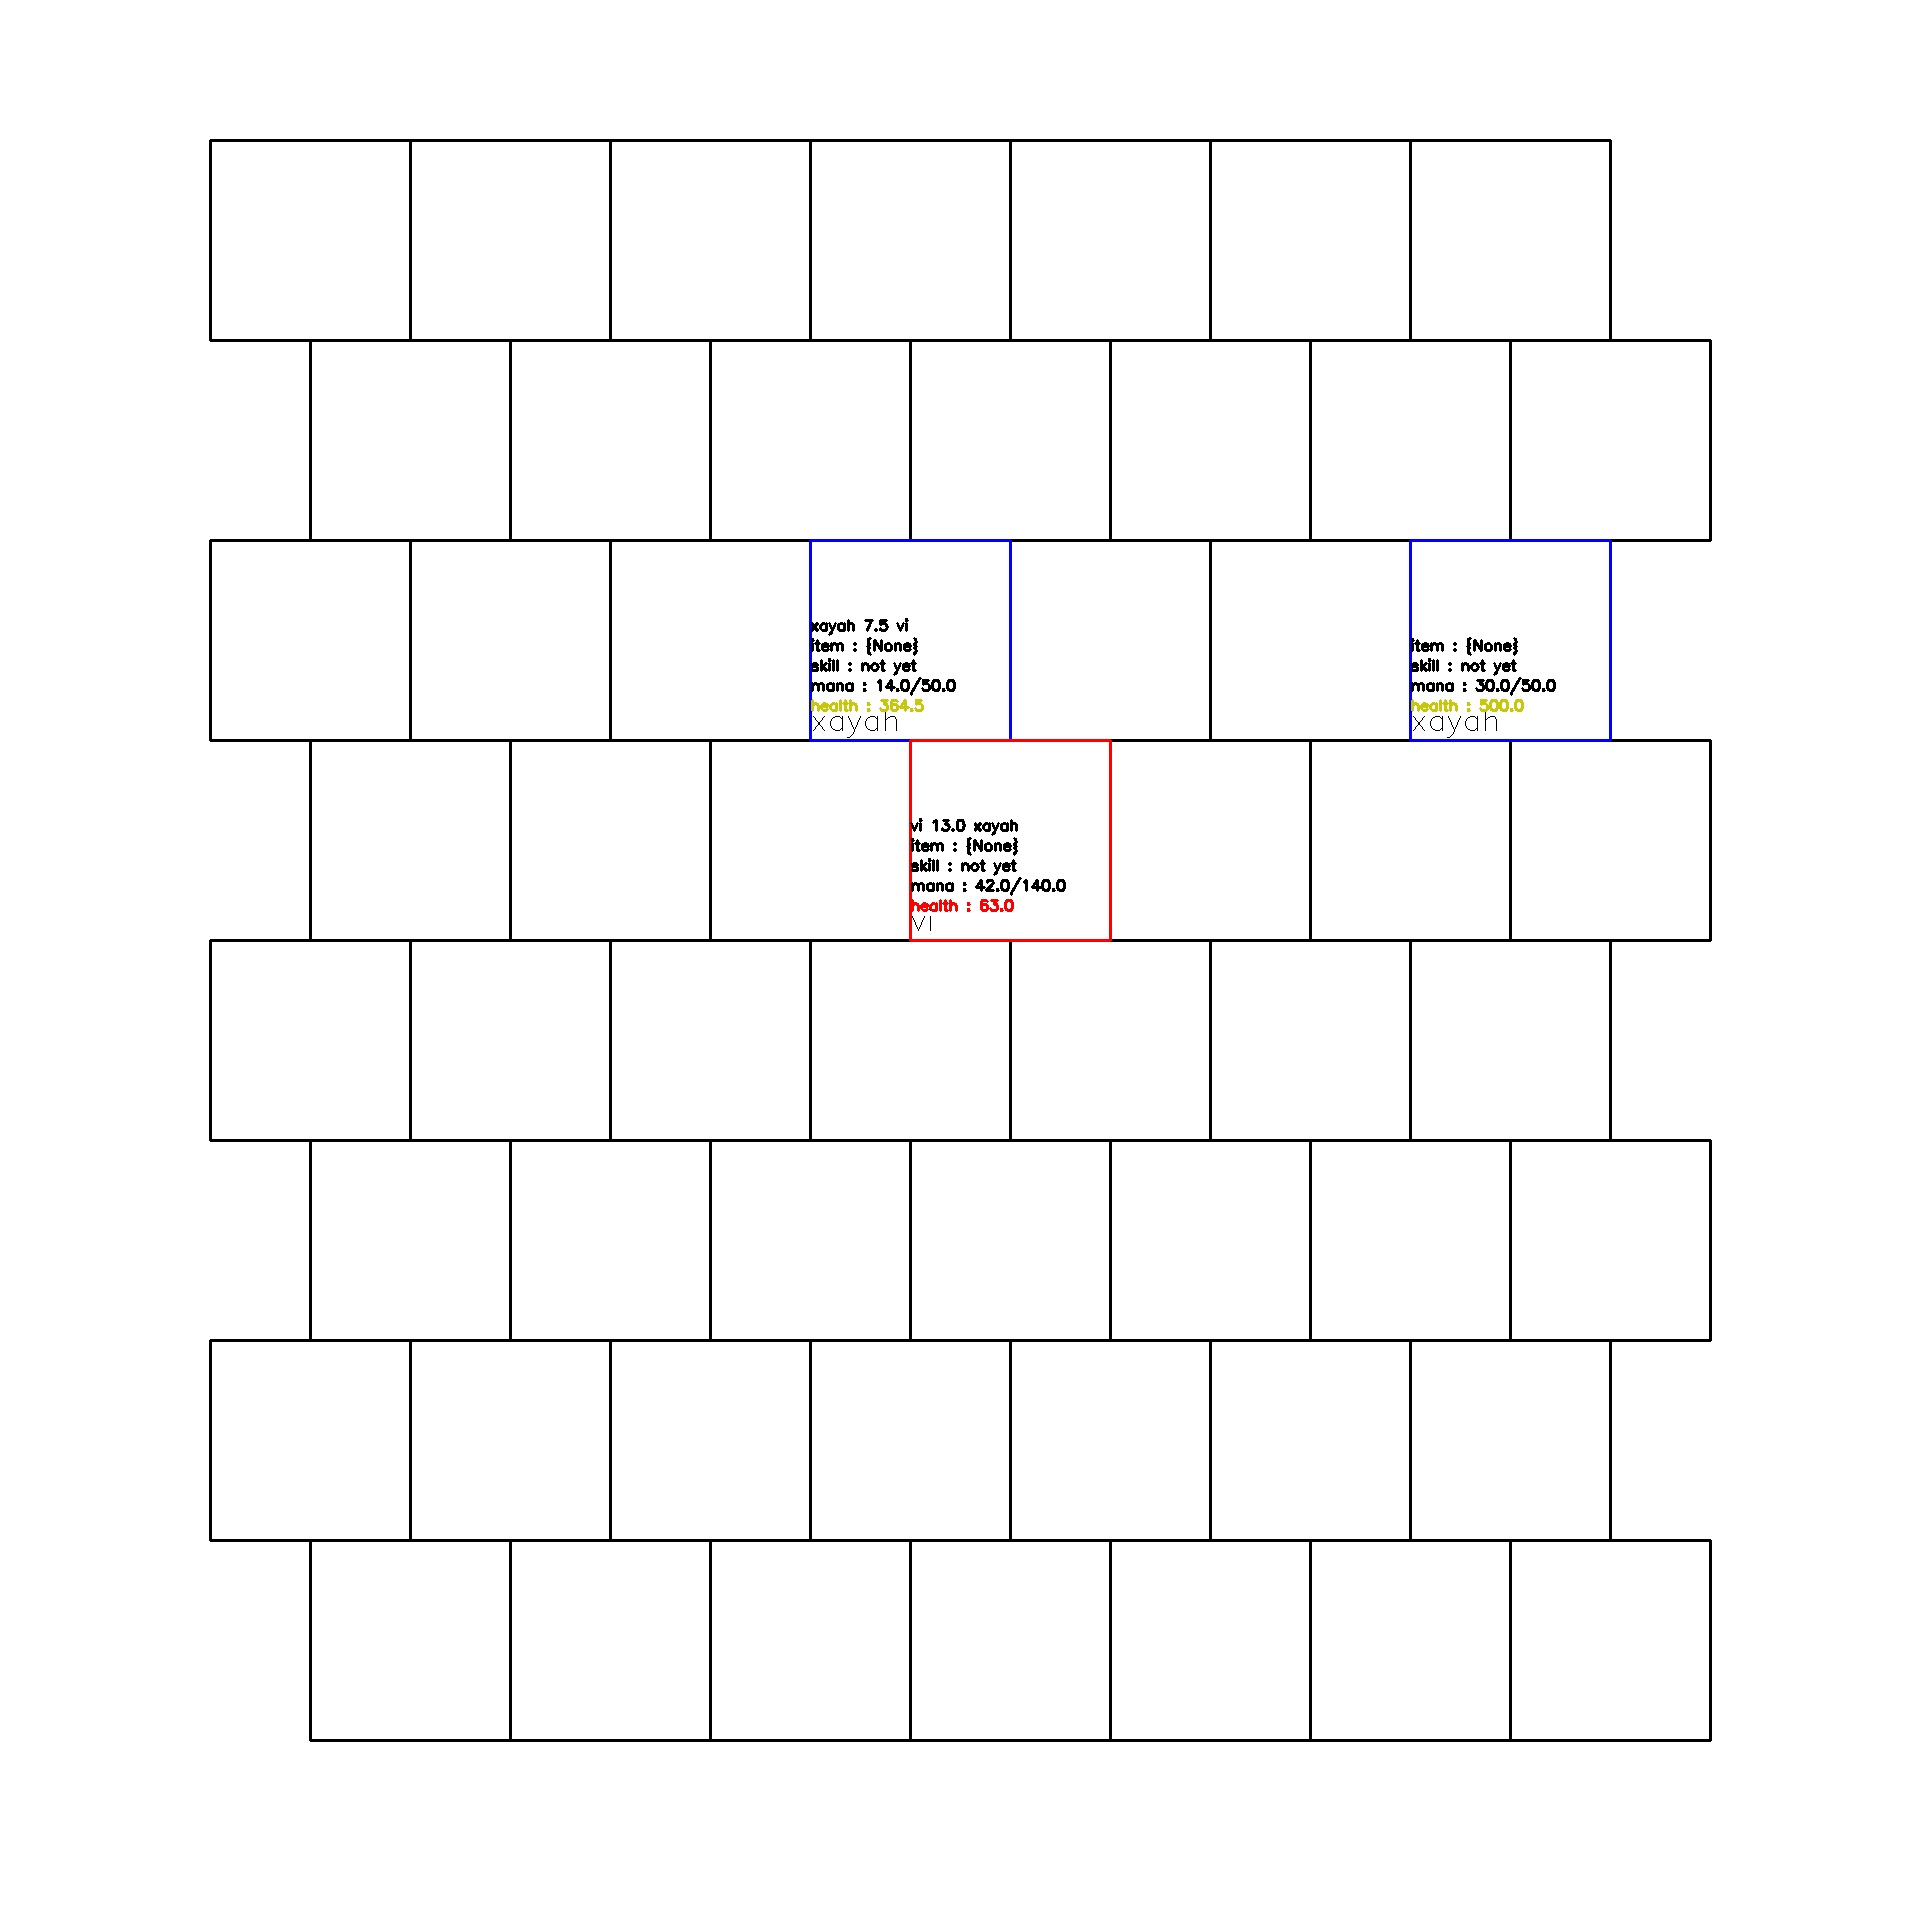 xayah 7.5 vi
item : {None}
skill : not yet
mana : 14.0/50.0
health : 364.5
xayah
item : {None}
skill : not yet
mana : 30.0/50.0
health : 500.0
xayah
vi 13.0 xayah
item : {None}
skill : not yet
mana : 42.0/140.0
health : 63.0
vi